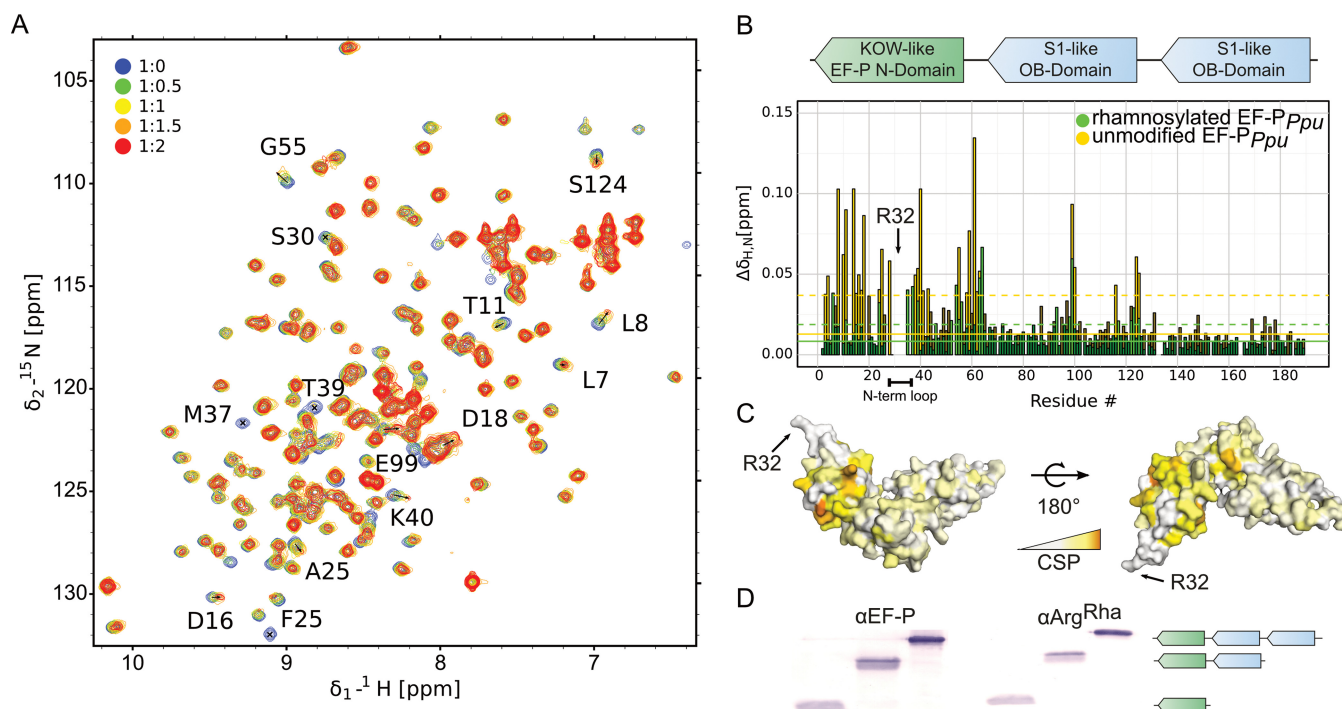 A
1:0
1:0.5
1:1
1:1.5
1:2
G55
S124
S30
T11
L8
L7
T39
M37
D18
E99
K40
A25
D16
F25
105
110
115
120
125
130
δ2-15N [ppm]
10
9
8
7
δ1-1H [ppm]
B
KOW-like
EF-P N-Domain
S1-like
OB-Domain
S1-like
OB-Domain
rhamnosylated EF-PPpu
unmodified EF-PPpu
R32
0.15
0.10
0.05
0.00
ΔδH,N[ppm]
0
20
40
60
80
100
120
140
160
180
N-term loop
Residue #
C
R32
180°
CSP
R32
D
αEF-P
αArgRha